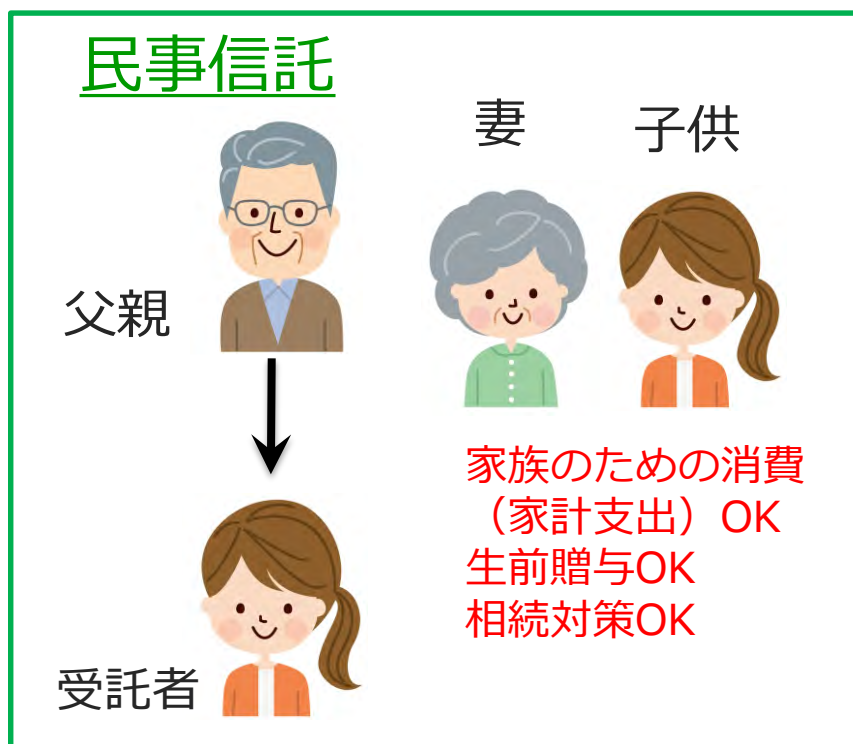 民事信託
妻
子供
父親
家族のための消費
（家計支出）OK
生前贈与OK
相続対策OK
受託者